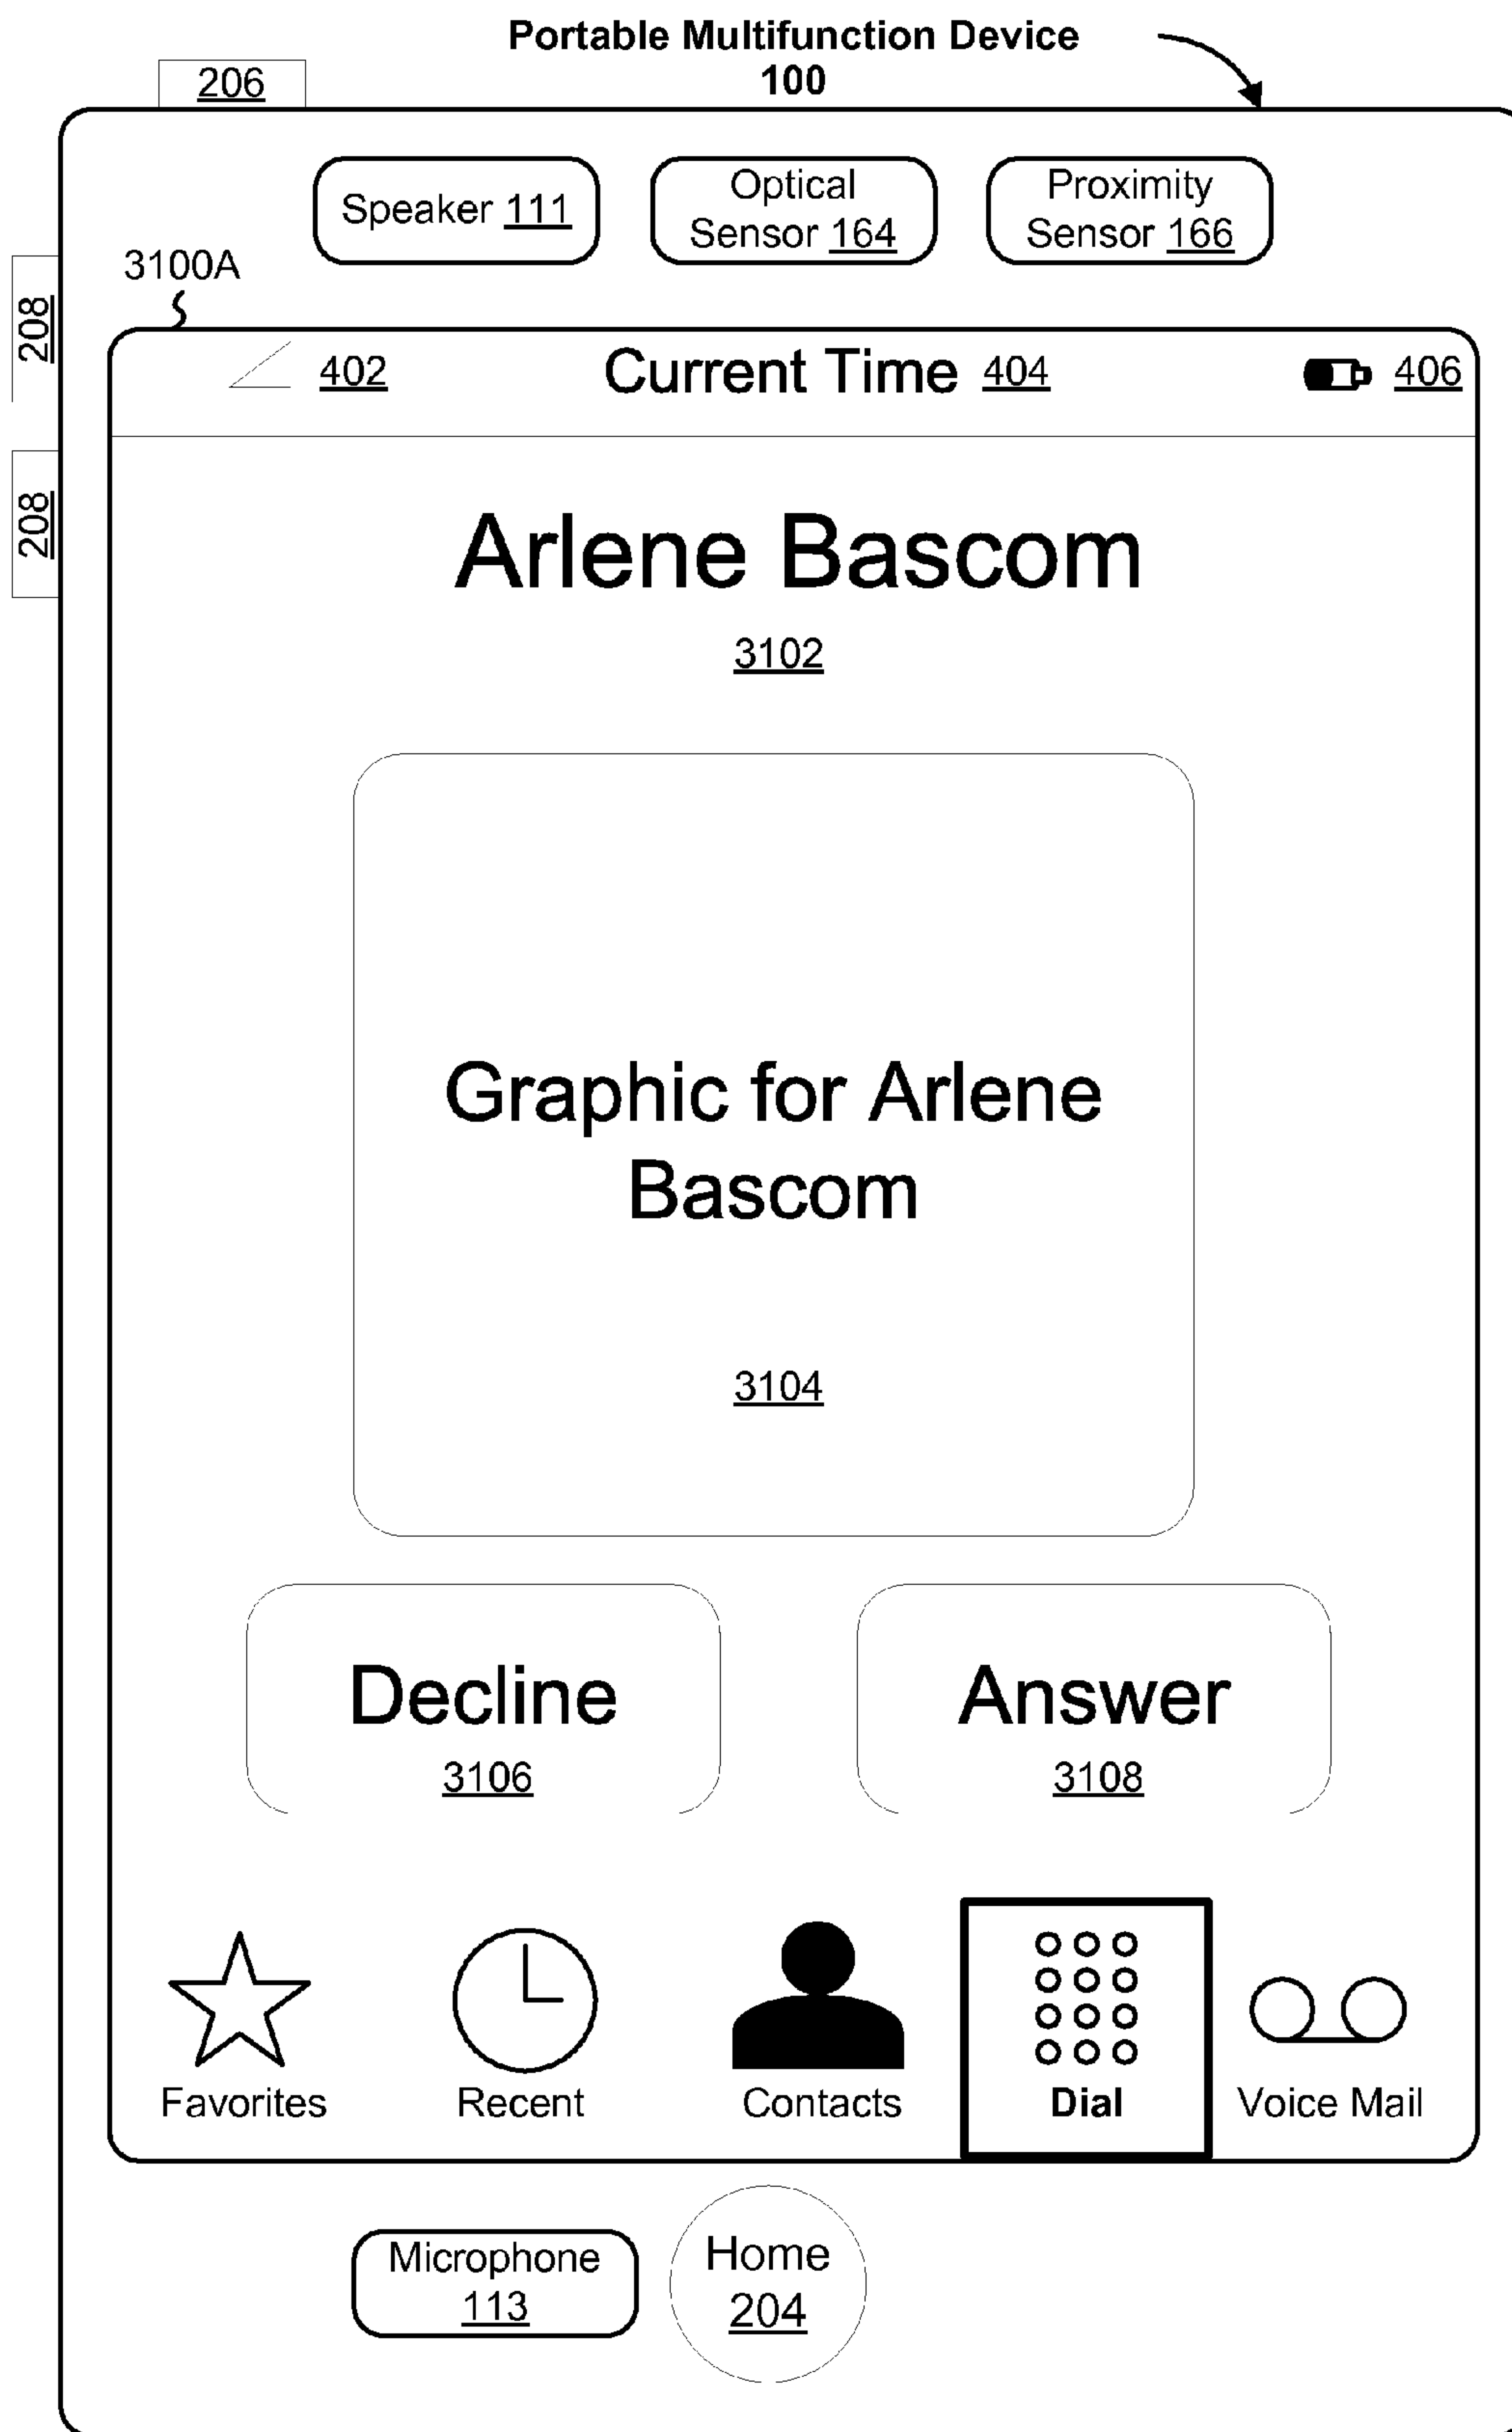 Portable Multifunction Device
100
206
Speaker 111
Optical
Sensor 164
Proximity
Sensor 166
3100A
208
402
Current Time 404
406
208
Arlene Bascom
3102
Graphic for Arlene
Bascom
3104
Decline
3106
Answer
3108
Favorites
Recent
Contacts
Dial
Voice Mail
Microphone
113
Home
204